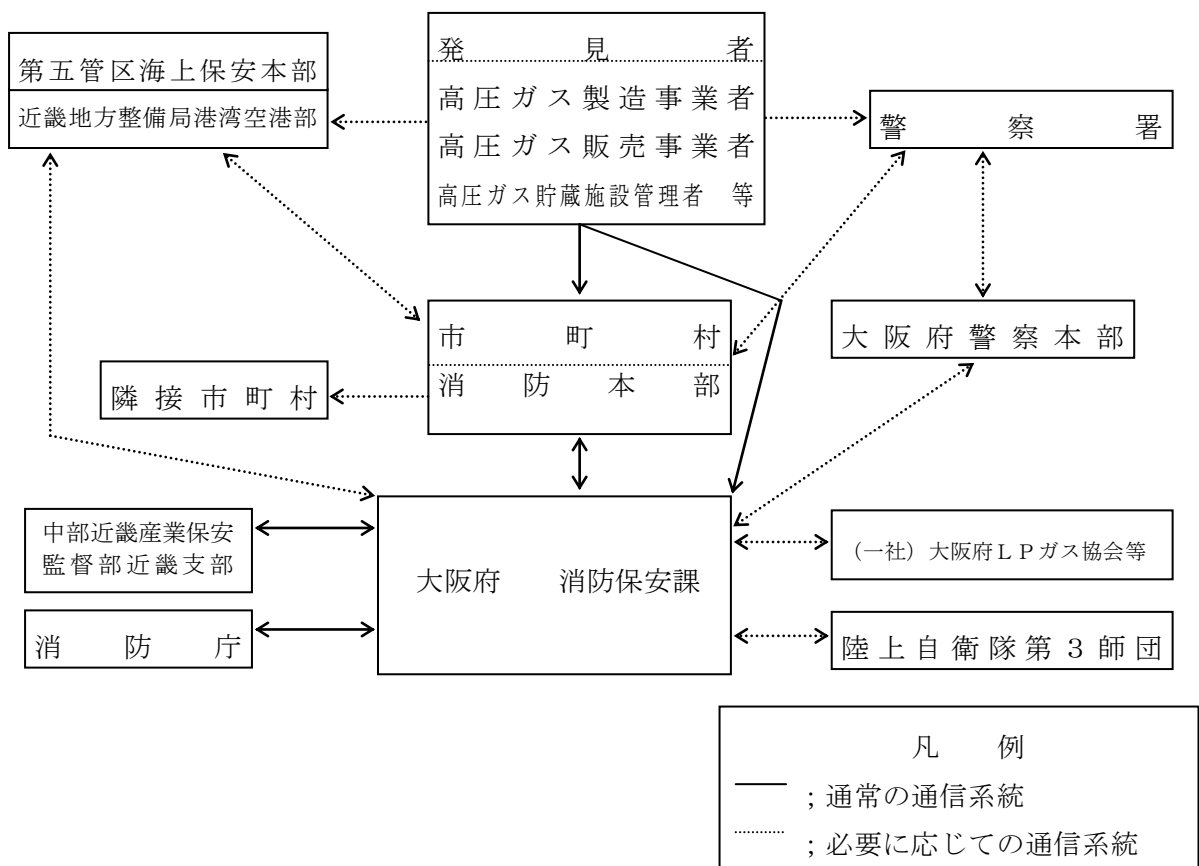 発見者
高圧ガス製造事業者
高圧ガス販売事業者
高圧ガス貯蔵施設管理者 等
第五管区海上保安本部
近畿地方整備局港湾空港部
警察署
市町村
消防本部
大阪府警察本部
隣接市町村
中部近畿産業保安
監督部近畿支部
大阪府 消防保安課
(一社)大阪府LPガス協会等
消防庁
陸上自衛隊第3師団
凡 例
;通常の通信系統
;必要に応じての通信系統